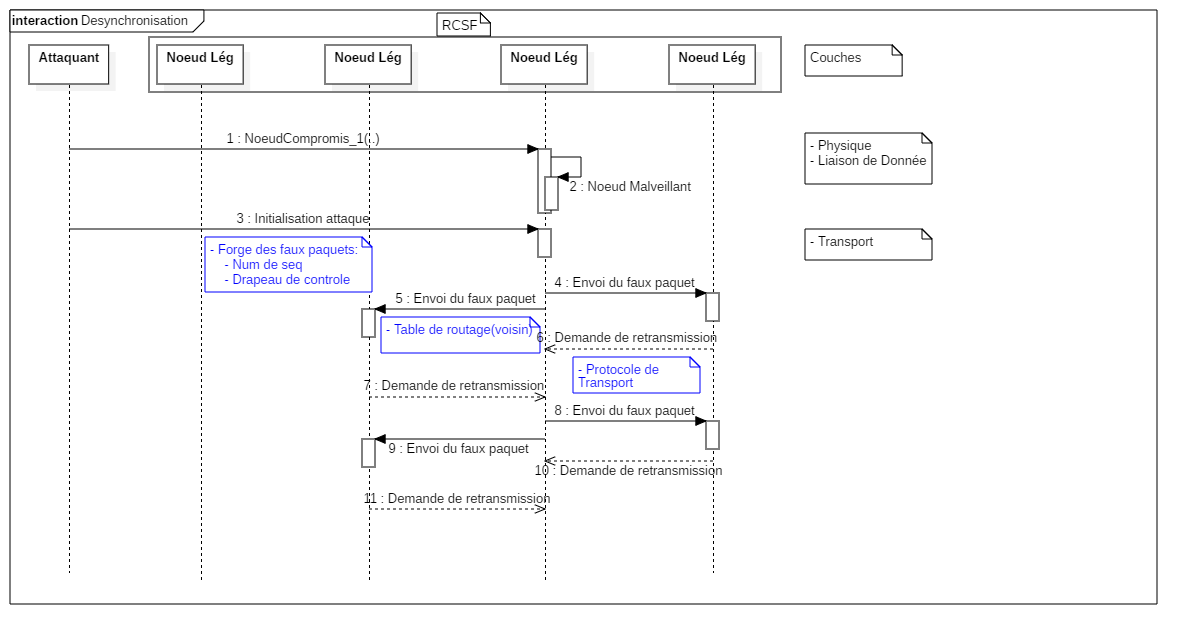 interaction Desynchronisation
RCSF
Attaquant
Noeud Lég
Noeud Lég
Noeud Lég
Noeud Lég
Couches
1 : NoeudCompromis_1(..)
- Physique
- Liaison de Donnée
2 : Noeud Malveillant
3 : Initialisation attaque
- Transport
- Forge des faux paquets:
- Num de seq
- Drapeau de controle
4 : Envoi du faux paquet
5 : Envoi du faux paquet
- Table de routage(voisin)
6 : Demande de retransmission
- Protocole de
Transport
7 : Demande de retransmission
8 : Envoi du faux paquet
9 : Envoi du faux paquet
10 : Demande de retransmission
11 : Demande de retransmission